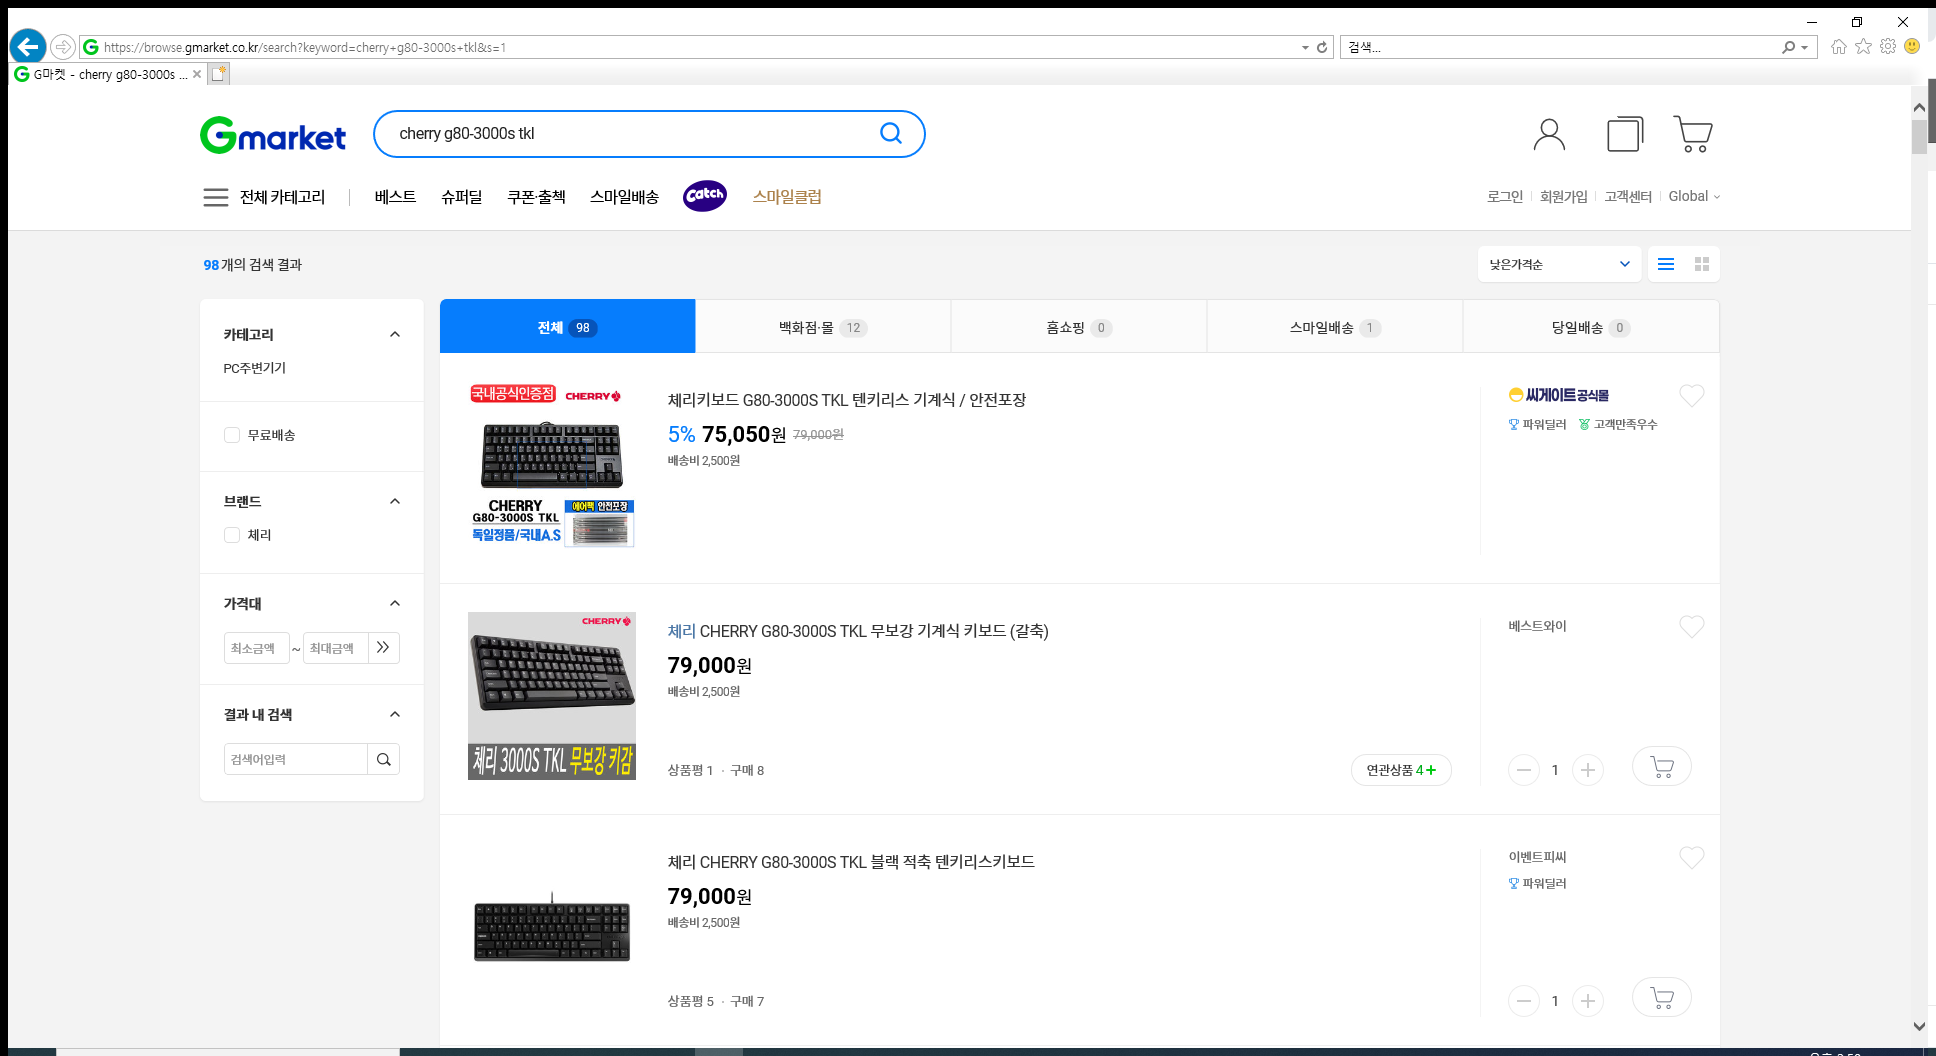 https://browse.gmarket.co.kr/search?keyword=cherry+g80-3000s+tkl&s=1
검색...
G마켓 - cherry g80-3000s ...
Gmarket
cherry g80-3000s tkl
전체 카테고리
베스트
슈퍼딜
쿠폰·출첵
스마일배송
Catch
스마일클럽
로그인
회원가입
고객센터
Global
98개의 검색 결과
낮은가격순
카테고리
PC주변기기
무료배송
브랜드
체리
가격대
최소금액 ~ 최대금액
결과 내 검색
검색어입력
전체 98
백화점·몰 12
홈쇼핑 0
스마일배송 1
당일배송 0
국내공식인증점
CHERRY
CHERRY
G80-3000S TKL
독일정품/국내A.S
에어팩 안전포장
체리키보드 G80-3000S TKL 텐키리스 기계식 / 안전포장
5% 75,050원 79,000원
배송비 2,500원
씨게이트공식몰
파워딜러 고객만족우수
CHERRY
체리 3000S TKL 무보강 키감
체리 CHERRY G80-3000S TKL 무보강 기계식 키보드 (갈축)
79,000원
배송비 2,500원
상품평 1 · 구매 8
연관상품 4+
베스트와이
1
체리 CHERRY G80-3000S TKL 블랙 적축 텐키리스키보드
79,000원
배송비 2,500원
상품평 5 · 구매 7
이벤트피씨
파워딜러
1